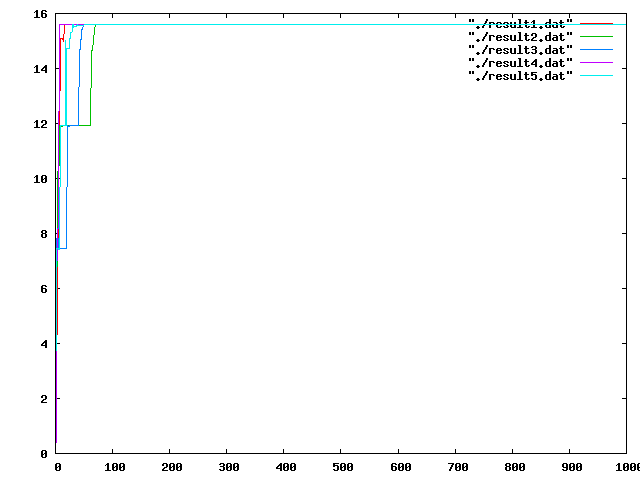 16
14
12
10
8
6
4
2
0
"./result1.dat"
"./result2.dat"
"./result3.dat"
"./result4.dat"
"./result5.dat"
0 100 200 300 400 500 600 700 800 900 1000